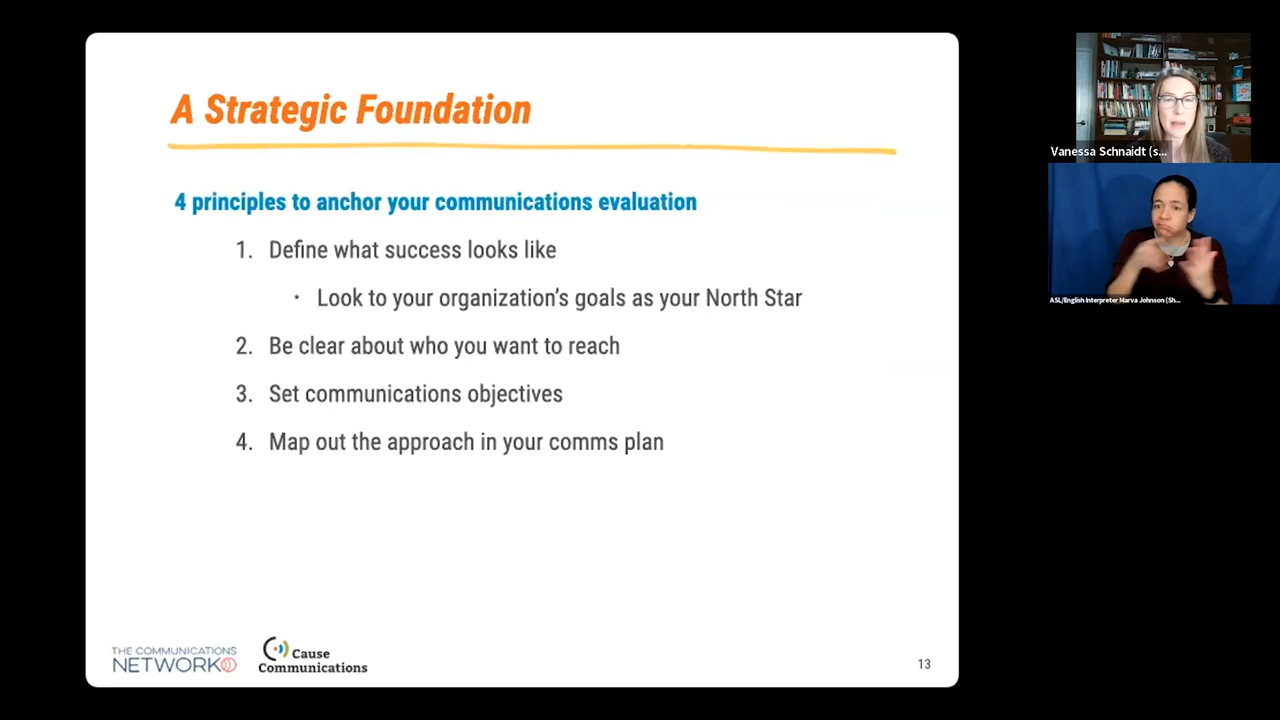 A Strategic Foundation
4 principles to anchor your communications evaluation
1. Define what success looks like
• Look to your organization's goals as your North Star
2. Be clear about who you want to reach
3. Set communications objectives
4. Map out the approach in your comms plan
THE COMMUNICATIONS
NETWORK
Cause
Communications
13
Vanessa Schnaidt (s...
ASL/English Interpreter Marva Johnson (Sh...